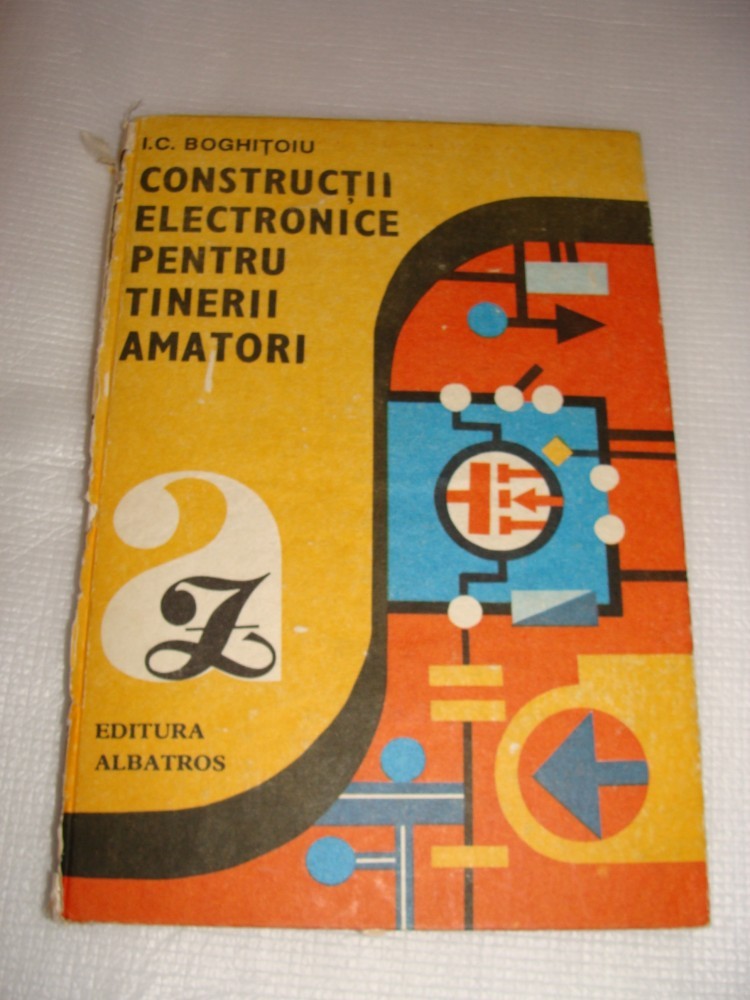 I.C. BOGHIȚOIU
CONSTRUCȚII
ELECTRONICE
PENTRU
TINERII
AMATORI
a
Z
EDITURA
ALBATROS